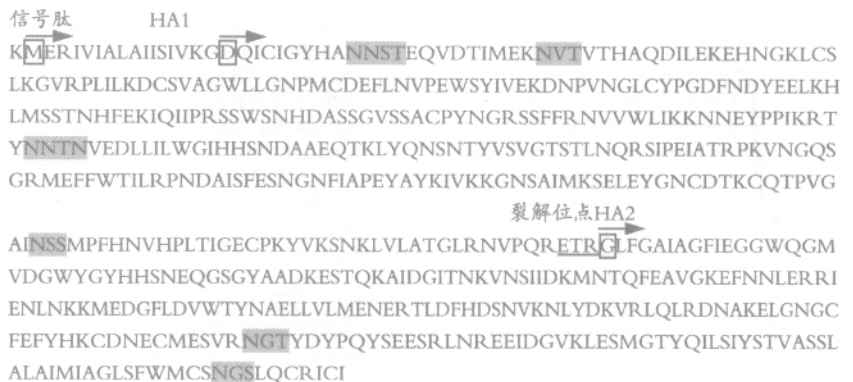 信号肽 HA1
KMERIVIALAIISIVKGDQICIGYHANNSTEQVDTIMEKNVTVTHAQDILEKEHNGKLCS
LKGVRPLILKDCSVAGWLLGNPMCDEFLNVPEWSYIVEKDNPVNGLCYPGDFNDYEELKH
LMSSTNHFEKIQIIPRSSWSNHDASSGVSSACPYNGRSSFFRNVVWLIKKNNEYPPIKRT
YNNTNVEDLLILWGIHHSNDAAEQTKLYQNSNTYVSVGTSTLNQRSIPEIATRPKVNGQS
GRMEFFWTILRPNDAISFESNGNFIAPEYAYKIVKKGNSAIMKSELEYGNCDTKCQTPVG
裂解位点HA2
AINSSMPFHNVHPLTIGECPKYVKSNKLVLATGLRNVPQRETRGLFGAIAGFIEGGWQGM
VDGWYGYHHSNEQGSGYAADKESTQKAIDGITNKVNSIIDKMNTQFEAVGKEFNNLERRI
ENLNKKMEDGFLDVWTYNAELLVLMENERTLDFHDSNVKNLYDKVRLQLRDNAKELGNGC
FEFYHKCDNECMESVRNGTYDYPQYSEESRLNREEIDGVKLESMGTYQILSIYSTVASSL
ALAIMIAGLSFWMCSNGSLQCRICI